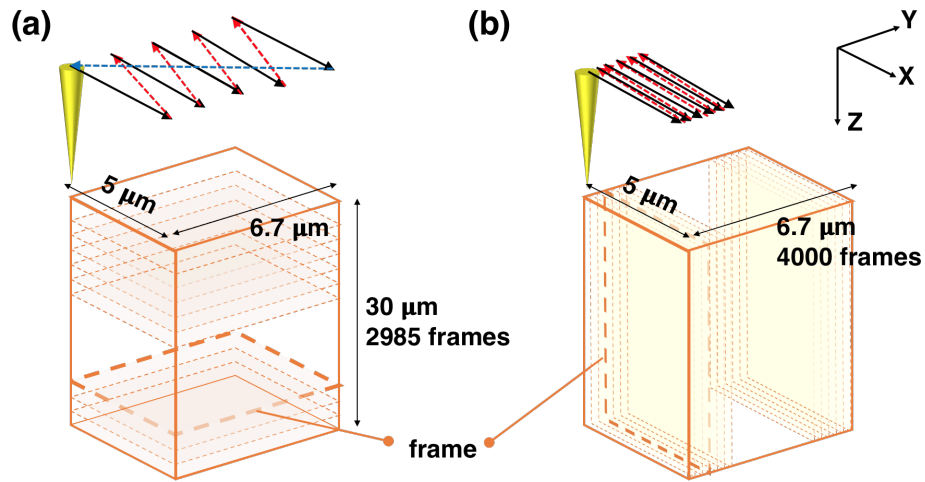 (a)
(b)
Y
X
Z
5 μm
6.7 μm
30 μm
2985 frames
5 μm
6.7 μm
4000 frames
frame